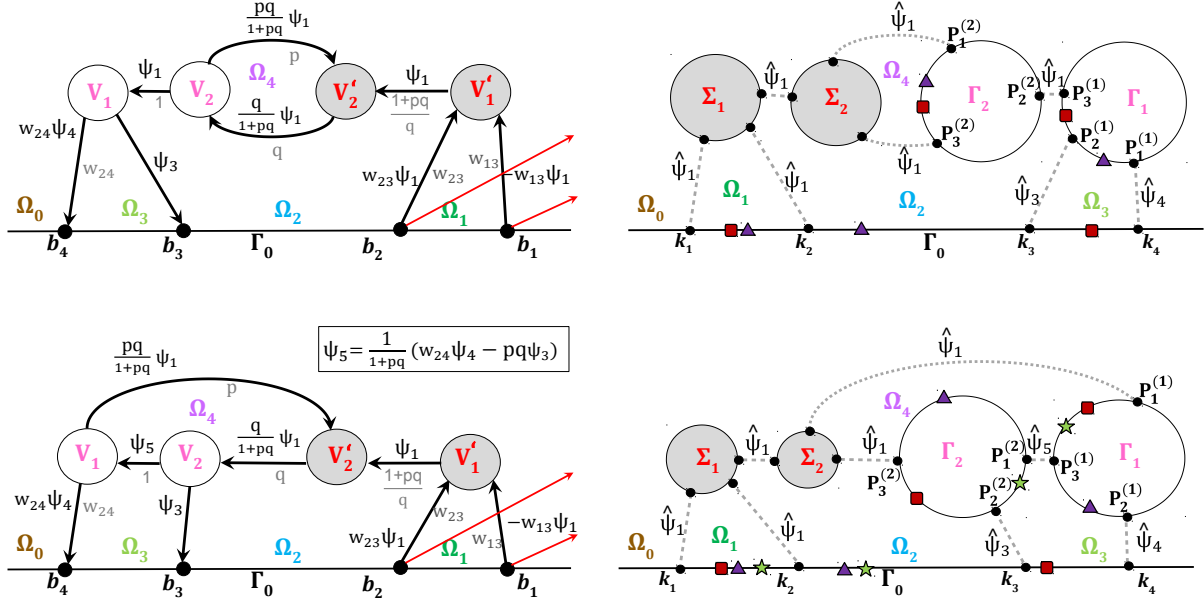 pq/(1+pq) ψ₁
p
V₁ ψ₁ 1 V₂ Ω₄ V₂′ ψ₁ (1+pq)/q V₁′
q/(1+pq) ψ₁
q
w₂₄ψ₄ w₂₄ ψ₃ w₂₃ψ₁ w₂₃ w₁₃ −w₁₃ψ₁
Ω₀ Ω₃ Ω₂ Ω₁
b₄ b₃ Γ₀ b₂ b₁
ψ̂₁ P₁⁽²⁾
Σ₁ ψ̂₁ Σ₂ Ω₄ Γ₂ P₂⁽²⁾ ψ̂₁ P₃⁽¹⁾ Γ₁
ψ̂₁ P₃⁽²⁾ P₂⁽¹⁾ P₁⁽¹⁾
ψ̂₁ ψ̂₁ ψ̂₃ ψ̂₄
Ω₀ Ω₁ Ω₂ Ω₃
k₁ k₂ Γ₀ k₃ k₄
pq/(1+pq) ψ₁
p
ψ₅= 1/(1+pq) (w₂₄ψ₄ − pqψ₃)
Ω₄
V₁ ψ₅ 1 V₂ q/(1+pq) ψ₁ q V₂′ ψ₁ (1+pq)/q V₁′
w₂₄ψ₄ w₂₄ ψ₃ w₂₃ψ₁ w₂₃ w₁₃ −w₁₃ψ₁
Ω₀ Ω₃ Ω₂ Ω₁
b₄ b₃ Γ₀ b₂ b₁
ψ̂₁
Ω₄ P₁⁽¹⁾
Σ₁ ψ̂₁ Σ₂ ψ̂₁ Γ₂ P₁⁽²⁾ ψ̂₅ P₃⁽¹⁾ Γ₁
P₃⁽²⁾ P₂⁽²⁾ P₂⁽¹⁾
ψ̂₁ ψ̂₁ ψ̂₃ ψ̂₄
Ω₀ Ω₁ Ω₂ Ω₃
k₁ k₂ Γ₀ k₃ k₄